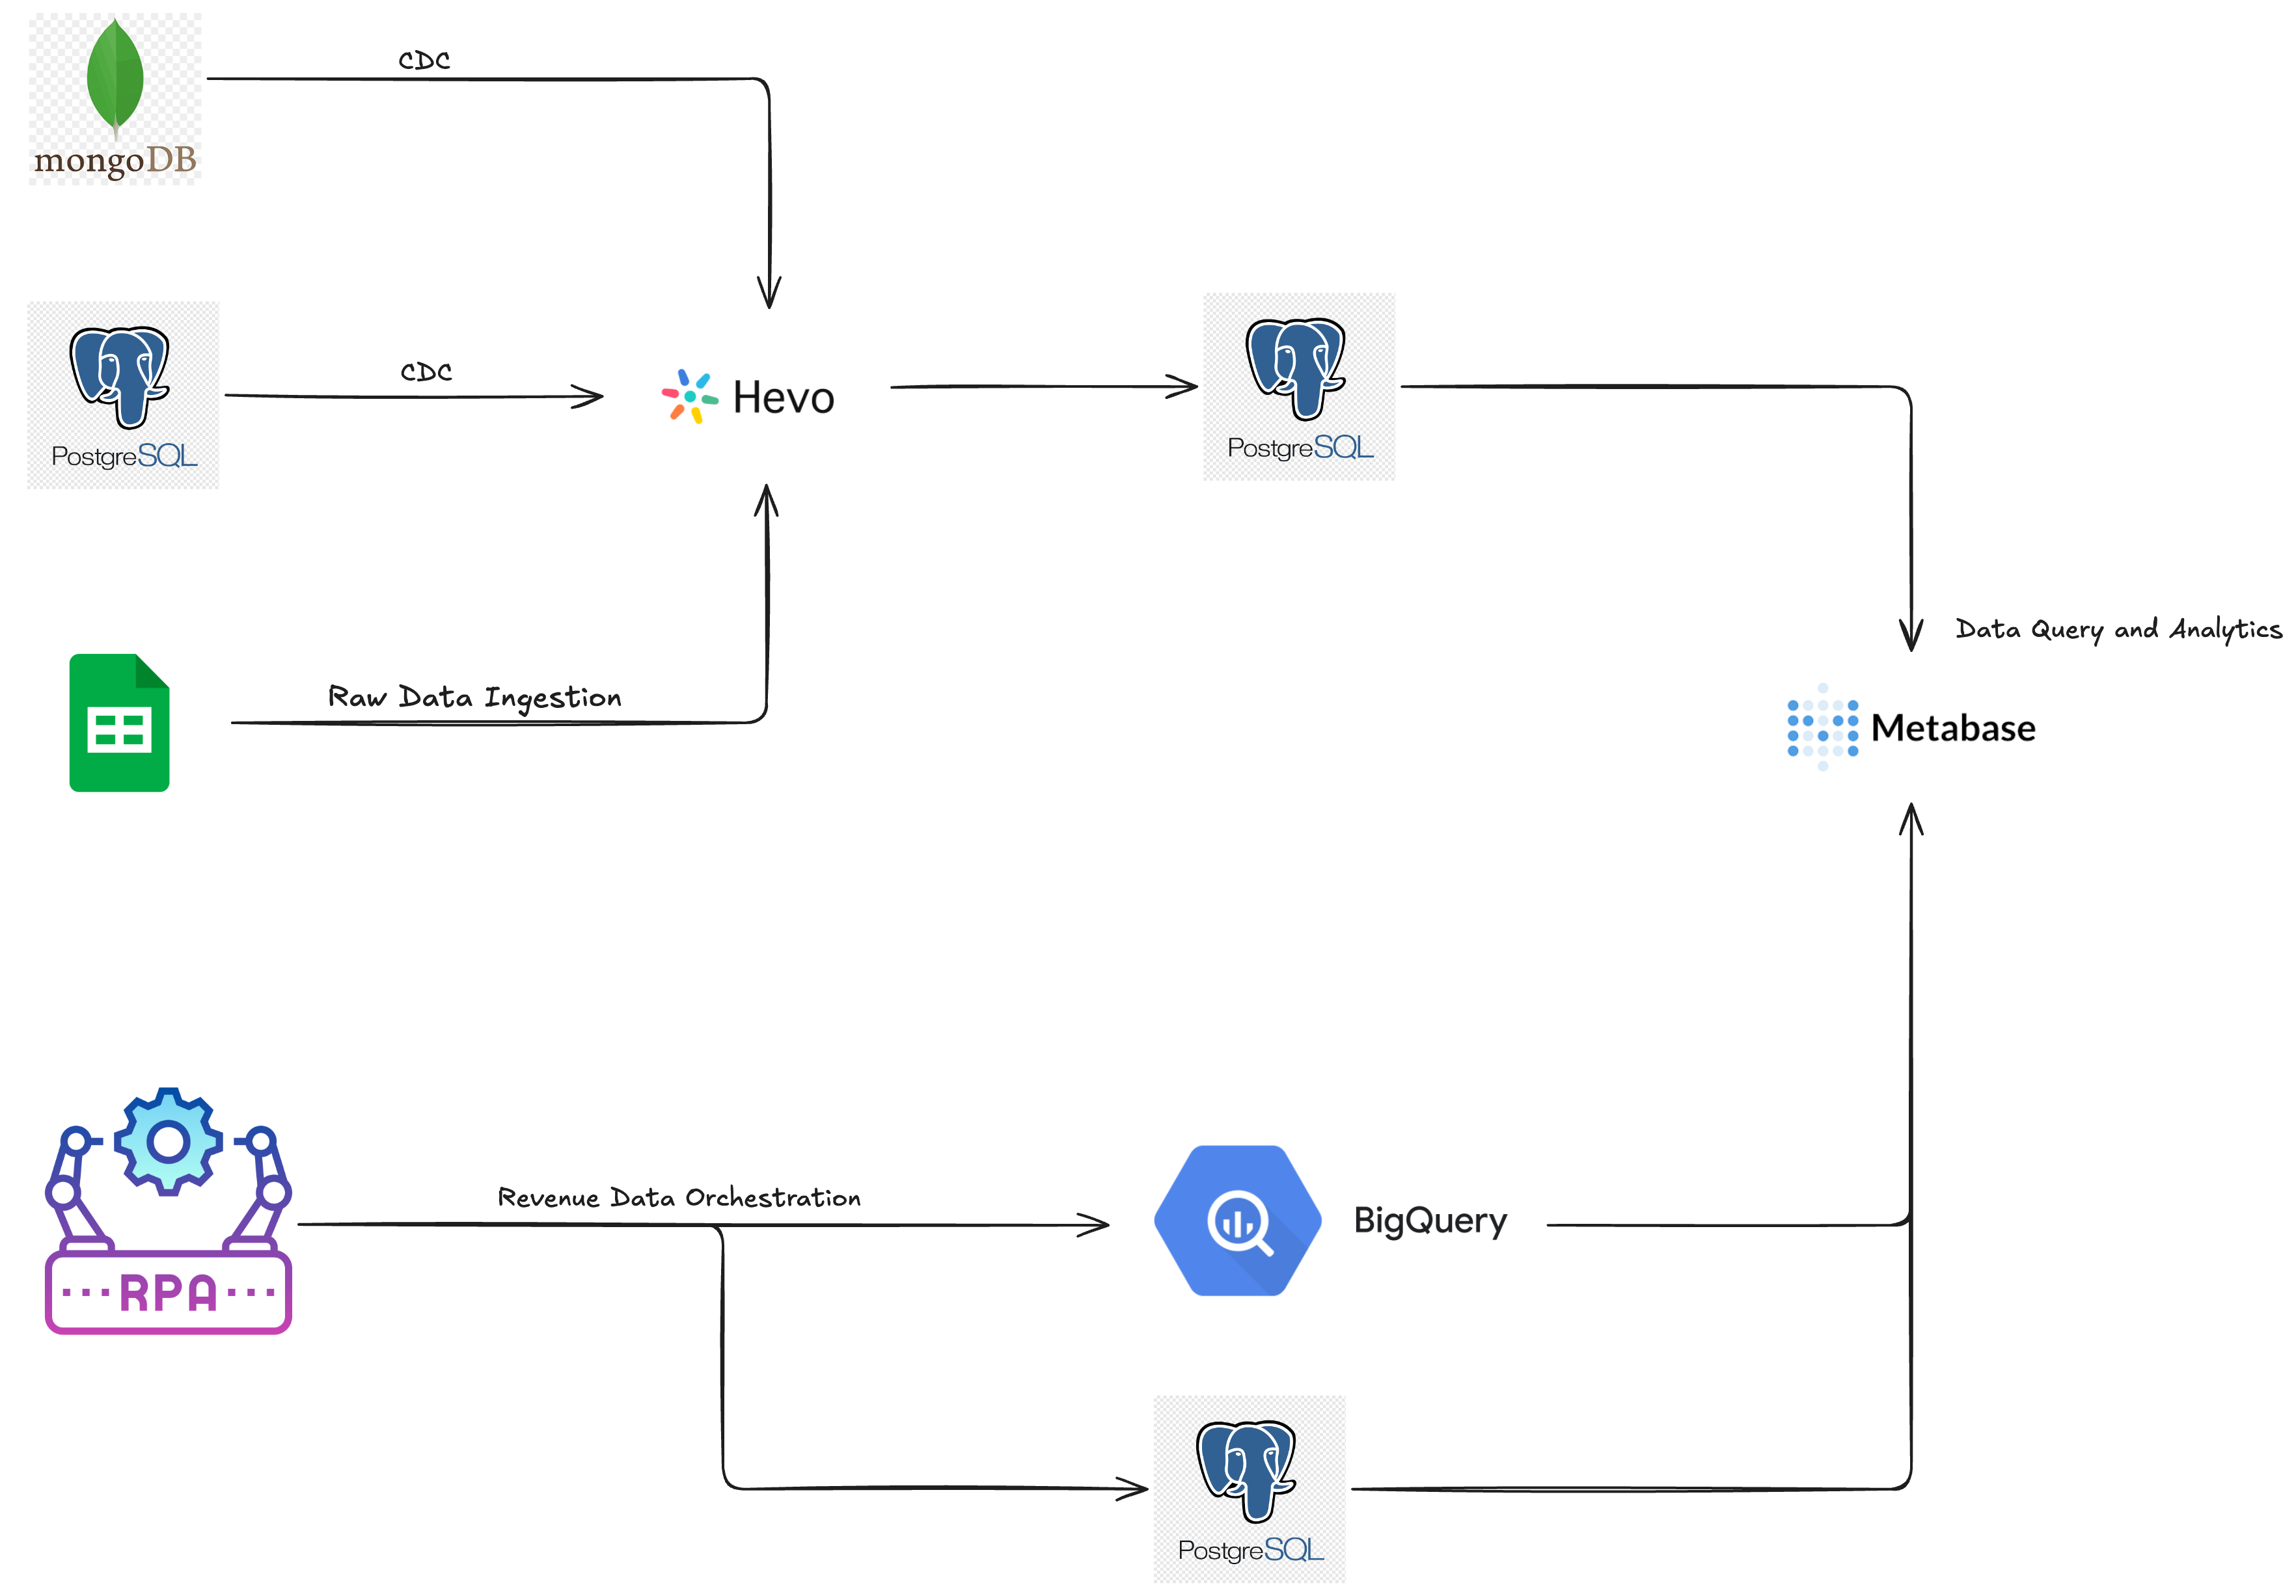 CDC
mongoDB
CDC
PostgreSQL
Hevo
PostgreSQL
Data Query and Analytics
Raw Data Ingestion
Metabase
Revenue Data Orchestration
BigQuery
RPA
PostgreSQL